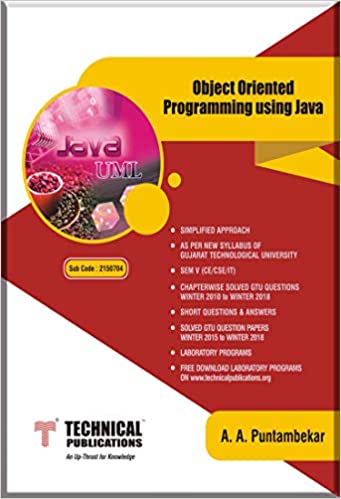 Object Oriented
Programming using Java
Java
UML
Sub Code : 2150704
• SIMPLIFIED APPROACH
• AS PER NEW SYLLABUS OF
GUJARAT TECHNOLOGICAL UNIVERSITY
• SEM V (CE/CSE/IT)
• CHAPTERWISE SOLVED GTU QUESTIONS
WINTER 2010 to WINTER 2018
• SHORT QUESTIONS & ANSWERS
• SOLVED GTU QUESTION PAPERS
WINTER 2015 to WINTER 2018
• LABORATORY PROGRAMS
• FREE DOWNLOAD LABORATORY PROGRAMS
ON www.technicalpublications.org
TECHNICAL
PUBLICATIONS
An Up-Thrust for Knowledge
A. A. Puntambekar